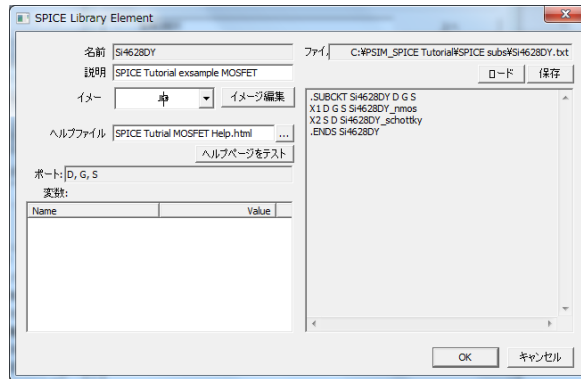 SPICE Library Element
名前 Si4628DY
説明 SPICE Tutorial exsample MOSFET
イメー イメージ編集
ヘルプファイル SPICE Tutrial MOSFET Help.html ...
ヘルプページをテスト
ポート: D, G, S
変数:
Name Value
ファイ C:¥PSIM_SPICE Tutorial¥SPICE subs¥Si4628DY.txt
ロード 保存
.SUBCKT Si4628DY D G S
X1 D G S Si4628DY_nmos
X2 S D Si4628DY_schottky
.ENDS Si4628DY
OK キャンセル